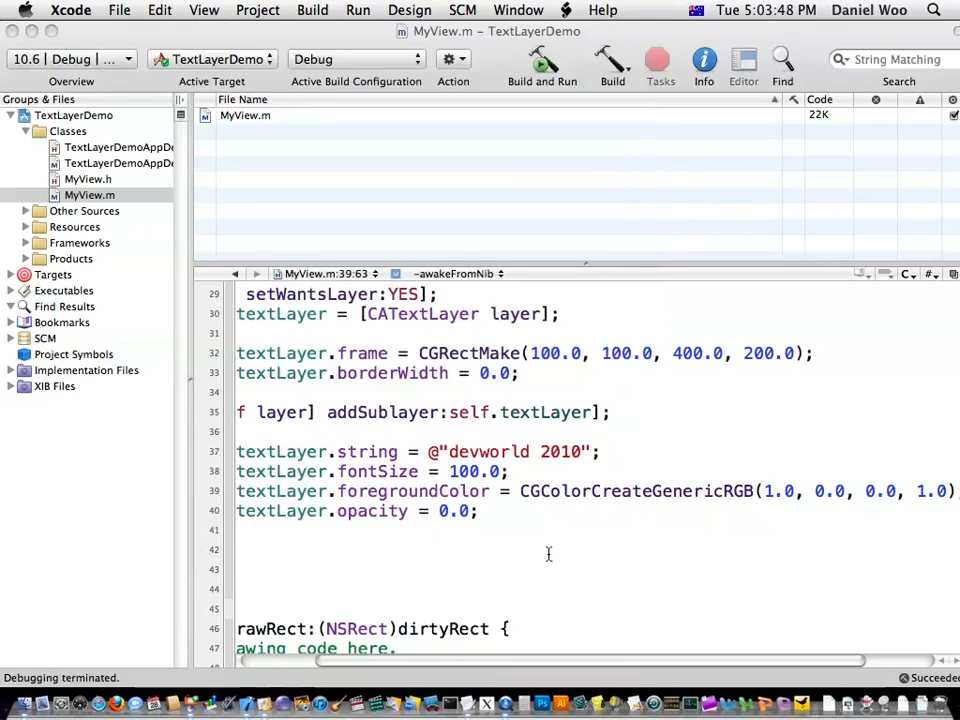 Xcode File Edit View Project Build Run Design SCM Window Help Tue 5:03:48 PM Daniel Woo
MyView.m – TextLayerDemo
10.6 | Debug | ... TextLayerDemo Debug String Matching
Overview Active Target Active Build Configuration Action Build and Run Build Tasks Info Editor Find Search
Groups & Files
File Name Code
MyView.m 22K
TextLayerDemo
Classes
TextLayerDemoAppDe
TextLayerDemoAppDe
MyView.h
MyView.m
Other Sources
Resources
Frameworks
Products
Targets
Executables
Find Results
Bookmarks
SCM
Project Symbols
Implementation Files
XIB Files
MyView.m:39:63 -awakeFromNib C #
29 setWantsLayer:YES];
30 textLayer = [CATextLayer layer];
31
32 textLayer.frame = CGRectMake(100.0, 100.0, 400.0, 200.0);
33 textLayer.borderWidth = 0.0;
34
35 f layer] addSublayer:self.textLayer];
36
37 textLayer.string = @"devworld 2010";
38 textLayer.fontSize = 100.0;
39 textLayer.foregroundColor = CGColorCreateGenericRGB(1.0, 0.0, 0.0, 1.0)
40 textLayer.opacity = 0.0;
41
42
43
44
45
46 rawRect:(NSRect)dirtyRect {
47 awing code here.
Debugging terminated. Succeeded